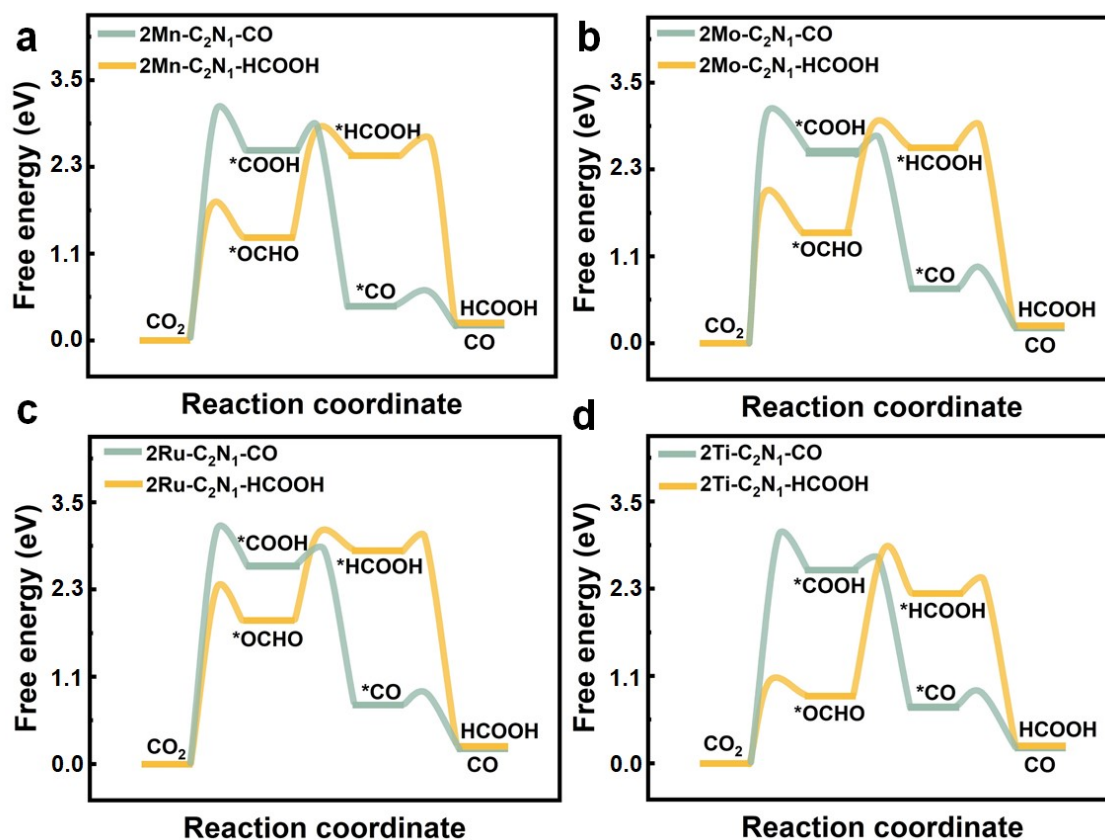 a
2Mn-C₂N₁-CO
2Mn-C₂N₁-HCOOH
Free energy (eV)
3.5
2.3
1.1
0.0
CO₂
*COOH
*OCHO
*HCOOH
*CO
HCOOH
CO
Reaction coordinate
b
2Mo-C₂N₁-CO
2Mo-C₂N₁-HCOOH
Free energy (eV)
3.5
2.3
1.1
0.0
CO₂
*COOH
*OCHO
*HCOOH
*CO
HCOOH
CO
Reaction coordinate
c
2Ru-C₂N₁-CO
2Ru-C₂N₁-HCOOH
Free energy (eV)
3.5
2.3
1.1
0.0
CO₂
*COOH
*OCHO
*HCOOH
*CO
HCOOH
CO
Reaction coordinate
d
2Ti-C₂N₁-CO
2Ti-C₂N₁-HCOOH
Free energy (eV)
3.5
2.3
1.1
0.0
CO₂
*COOH
*OCHO
*HCOOH
*CO
HCOOH
CO
Reaction coordinate